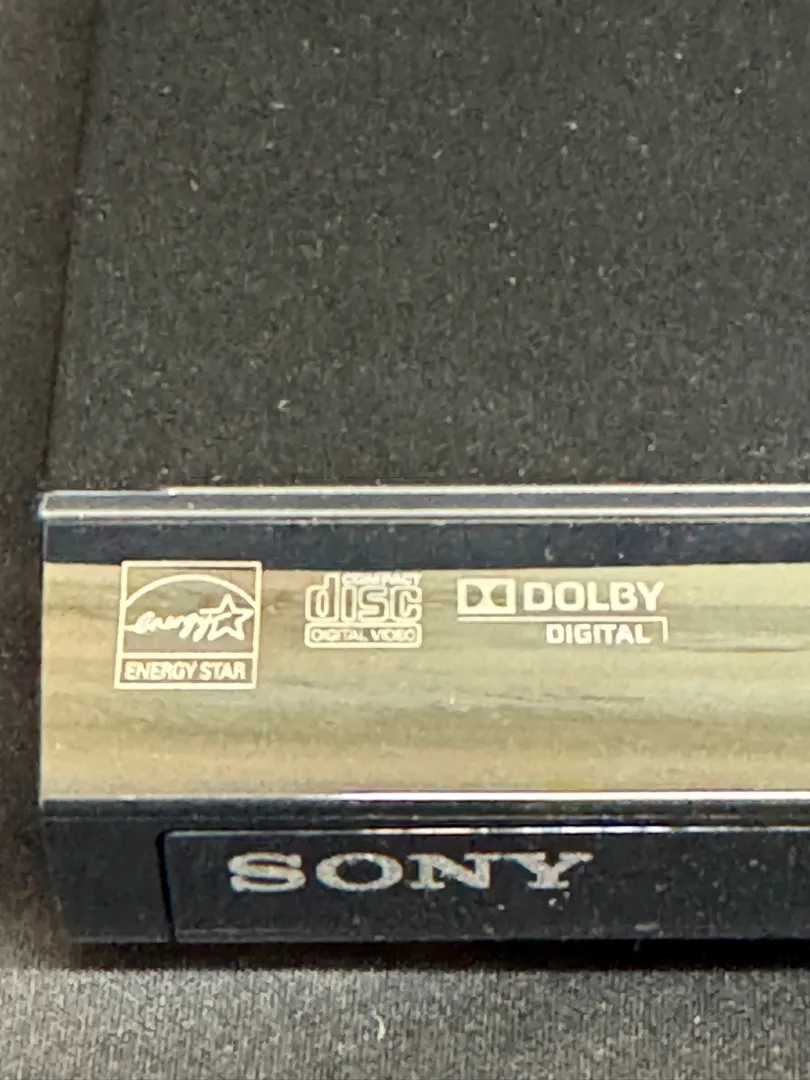 energy
ENERGY STAR
COMPACT
disc
DIGITAL VIDEO
DOLBY
DIGITAL
SONY